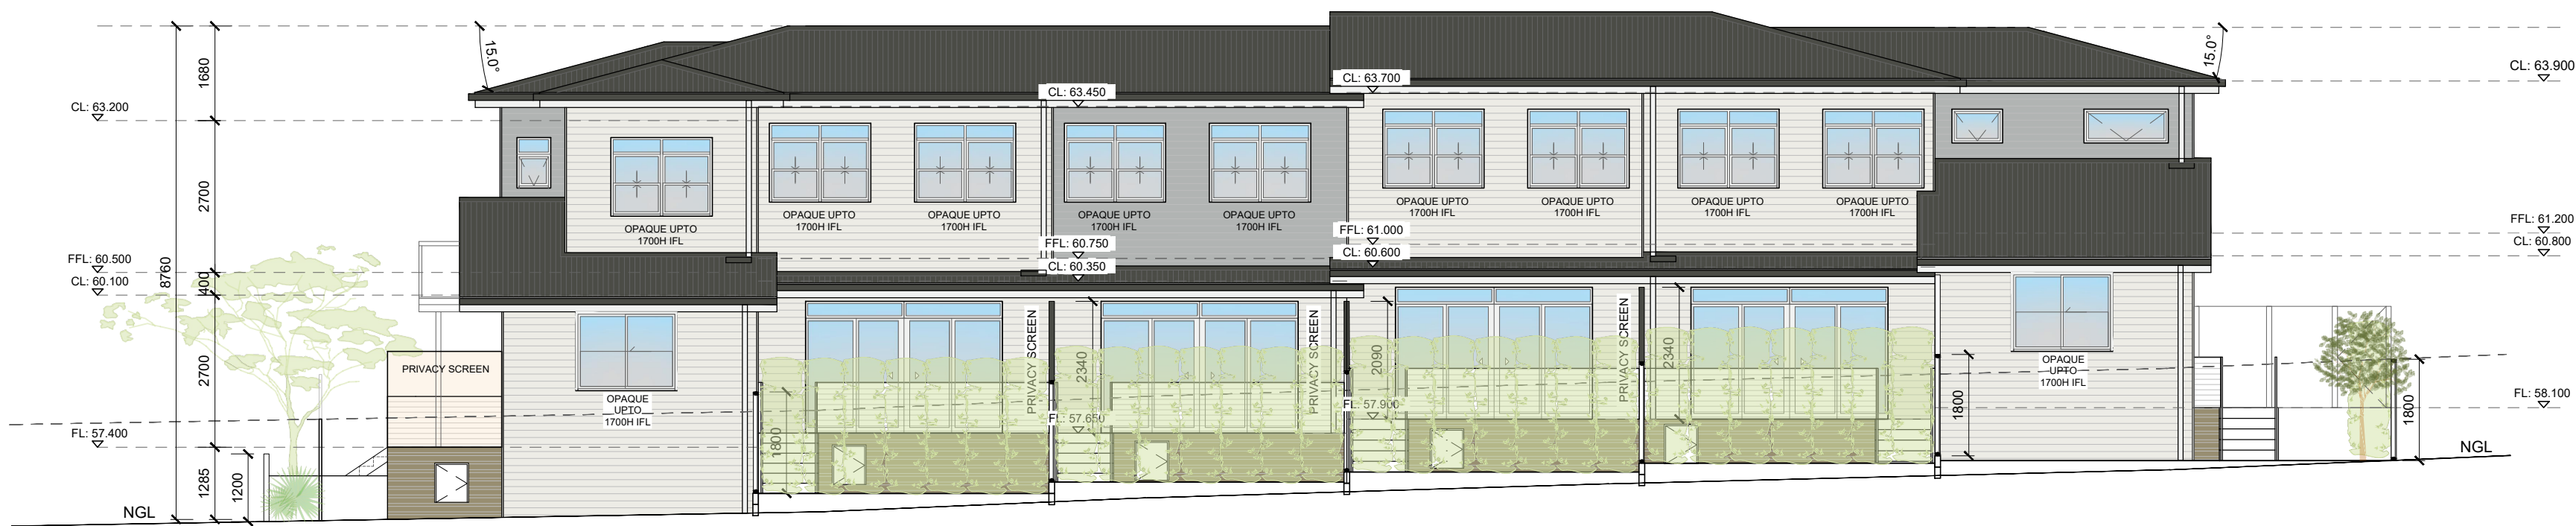 15.0°
15.0°
1680
CL: 63.900
CL: 63.700
CL: 63.450
CL: 63.200
2700
OPAQUE UPTO
1700H IFL
OPAQUE UPTO
1700H IFL
OPAQUE UPTO
1700H IFL
OPAQUE UPTO
1700H IFL
OPAQUE UPTO
1700H IFL
OPAQUE UPTO
1700H IFL
OPAQUE UPTO
1700H IFL
OPAQUE UPTO
1700H IFL
OPAQUE UPTO
1700H IFL
FFL: 61.200
FFL: 61.000
FFL: 60.750
CL: 60.800
CL: 60.600
CL: 60.350
FFL: 60.500
CL: 60.100
8760
400
2700
PRIVACY SCREEN
PRIVACY SCREEN
2340
PRIVACY SCREEN
2090
PRIVACY SCREEN
2340
OPAQUE
UPTO
1700H IFL
OPAQUE
UPTO
1700H IFL
FL: 58.100
FL: 57.900
FL: 57.650
FL: 57.400
1800
1800
1800
1285
1200
NGL
NGL